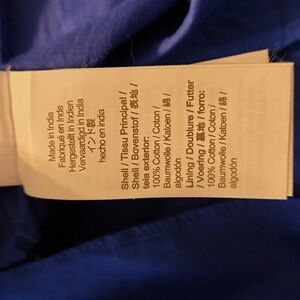 Made in India
Fabriqué en Inde
Hergestellt in Indien
Vervaardigd in India
インド製
hecho en india
Shell / Tissu Principal /
Shell / Bovenstof / 表地 /
tela exterior:
100% Cotton / Coton /
Baumwolle / Katoen / 綿 /
algodón
Lining / Doublure / Futter
/ Voering / 裏地 / forro:
100% Cotton / Coton /
Baumwolle / Katoen / 綿 /
algodón